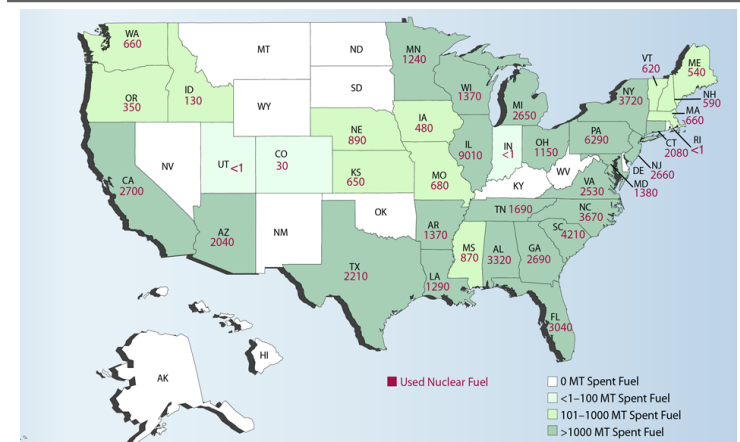 WA
660
MT
ND
MN
1240
VT
620
ME
540
OR
350
ID
130
WY
SD
WI
1370
MI
2650
NY
3720
NH
590
MA
660
NV
UT <1
CO
30
NE
890
IA
480
IL
9010
IN
<1
OH
1150
PA
6290
RI
<1
CT
2080
NJ
2660
DE
MD
1380
CA
2700
KS
650
MO
680
KY
WV
VA
2530
AZ
2040
NM
OK
AR
1370
TN 1690
NC
3670
SC
4210
TX
2210
LA
1290
MS
870
AL
3320
GA
2690
FL
3040
AK
HI
Used Nuclear Fuel
0 MT Spent Fuel
<1–100 MT Spent Fuel
101–1000 MT Spent Fuel
>1000 MT Spent Fuel